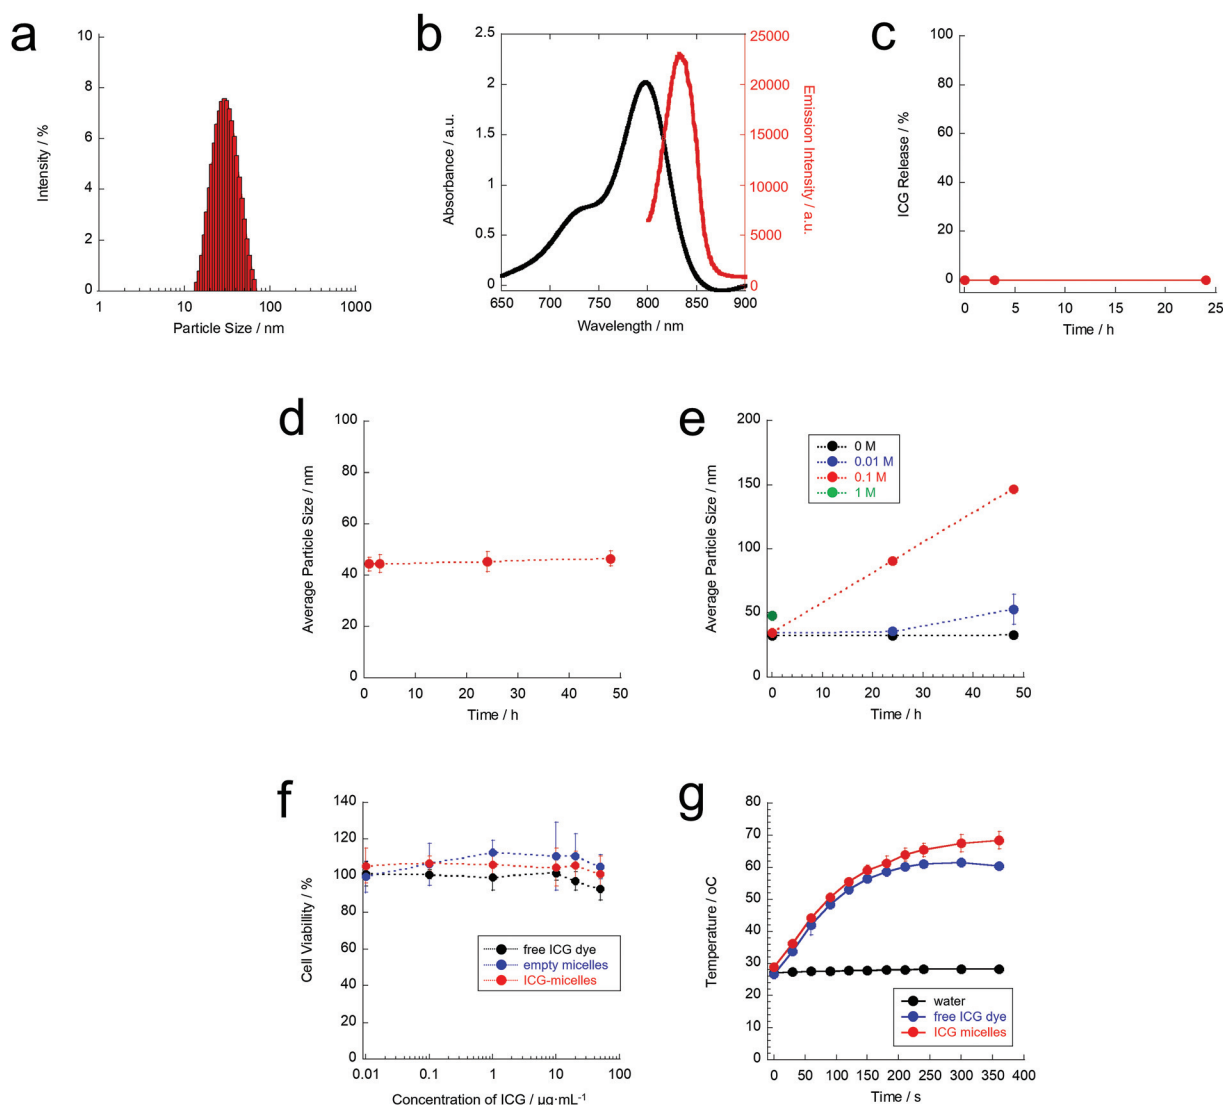 a
10
8
6
4
2
0
Intensity / %
1 10 100 1000
Particle Size / nm
b
2.5
2
1.5
1
0.5
0
Absorbance / a.u.
25000
20000
15000
10000
5000
0
Emission Intensity / a.u.
650 700 750 800 850 900
Wavelength / nm
c
100
80
60
40
20
0
ICG Release / %
0 5 10 15 20 25
Time / h
d
100
80
60
40
20
0
Average Particle Size / nm
0 10 20 30 40 50
Time / h
e
200
150
100
50
0
Average Particle Size / nm
0 M
0.01 M
0.1 M
1 M
0 10 20 30 40 50
Time / h
f
140
120
100
80
60
40
20
0
Cell Viability / %
free ICG dye
empty micelles
ICG-micelles
0.01 0.1 1 10 100
Concentration of ICG / µg·mL⁻¹
g
80
70
60
50
40
30
20
10
0
Temperature / oC
water
free ICG dye
ICG micelles
0 50 100 150 200 250 300 350 400
Time / s